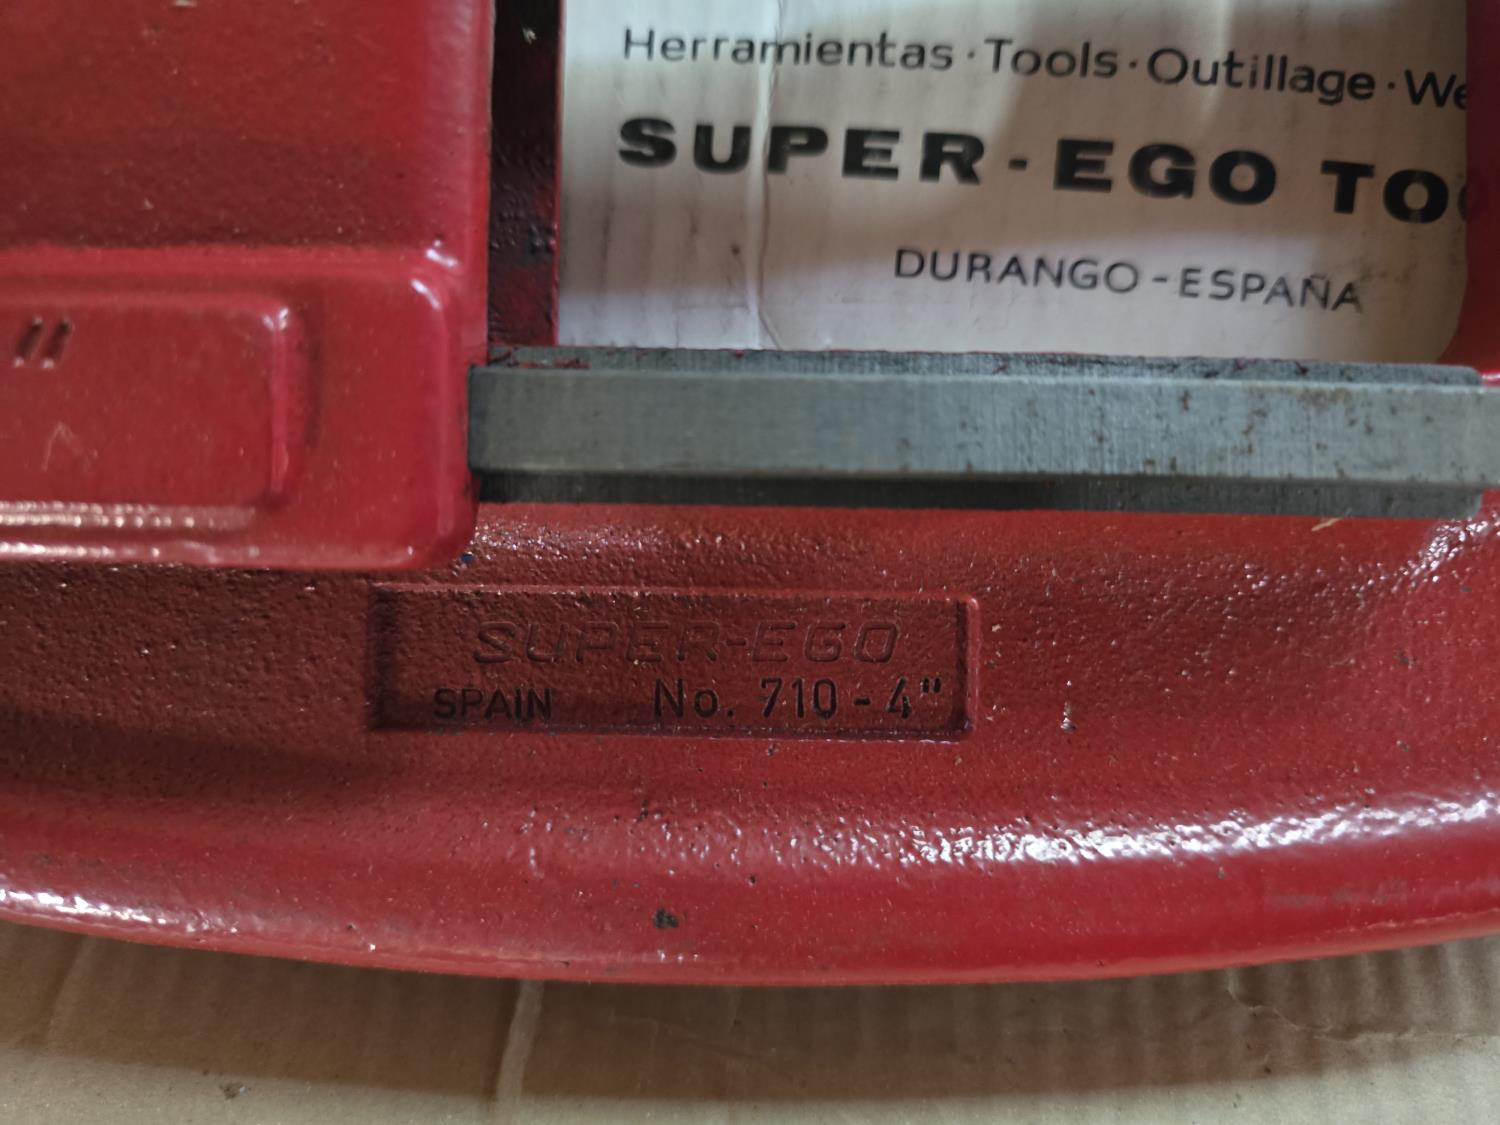 Herramientas · Tools · Outillage ·
SUPER-EGO
DURANGO-ESPAÑA
"
SUPER-EGO
SPAIN No. 710-4"